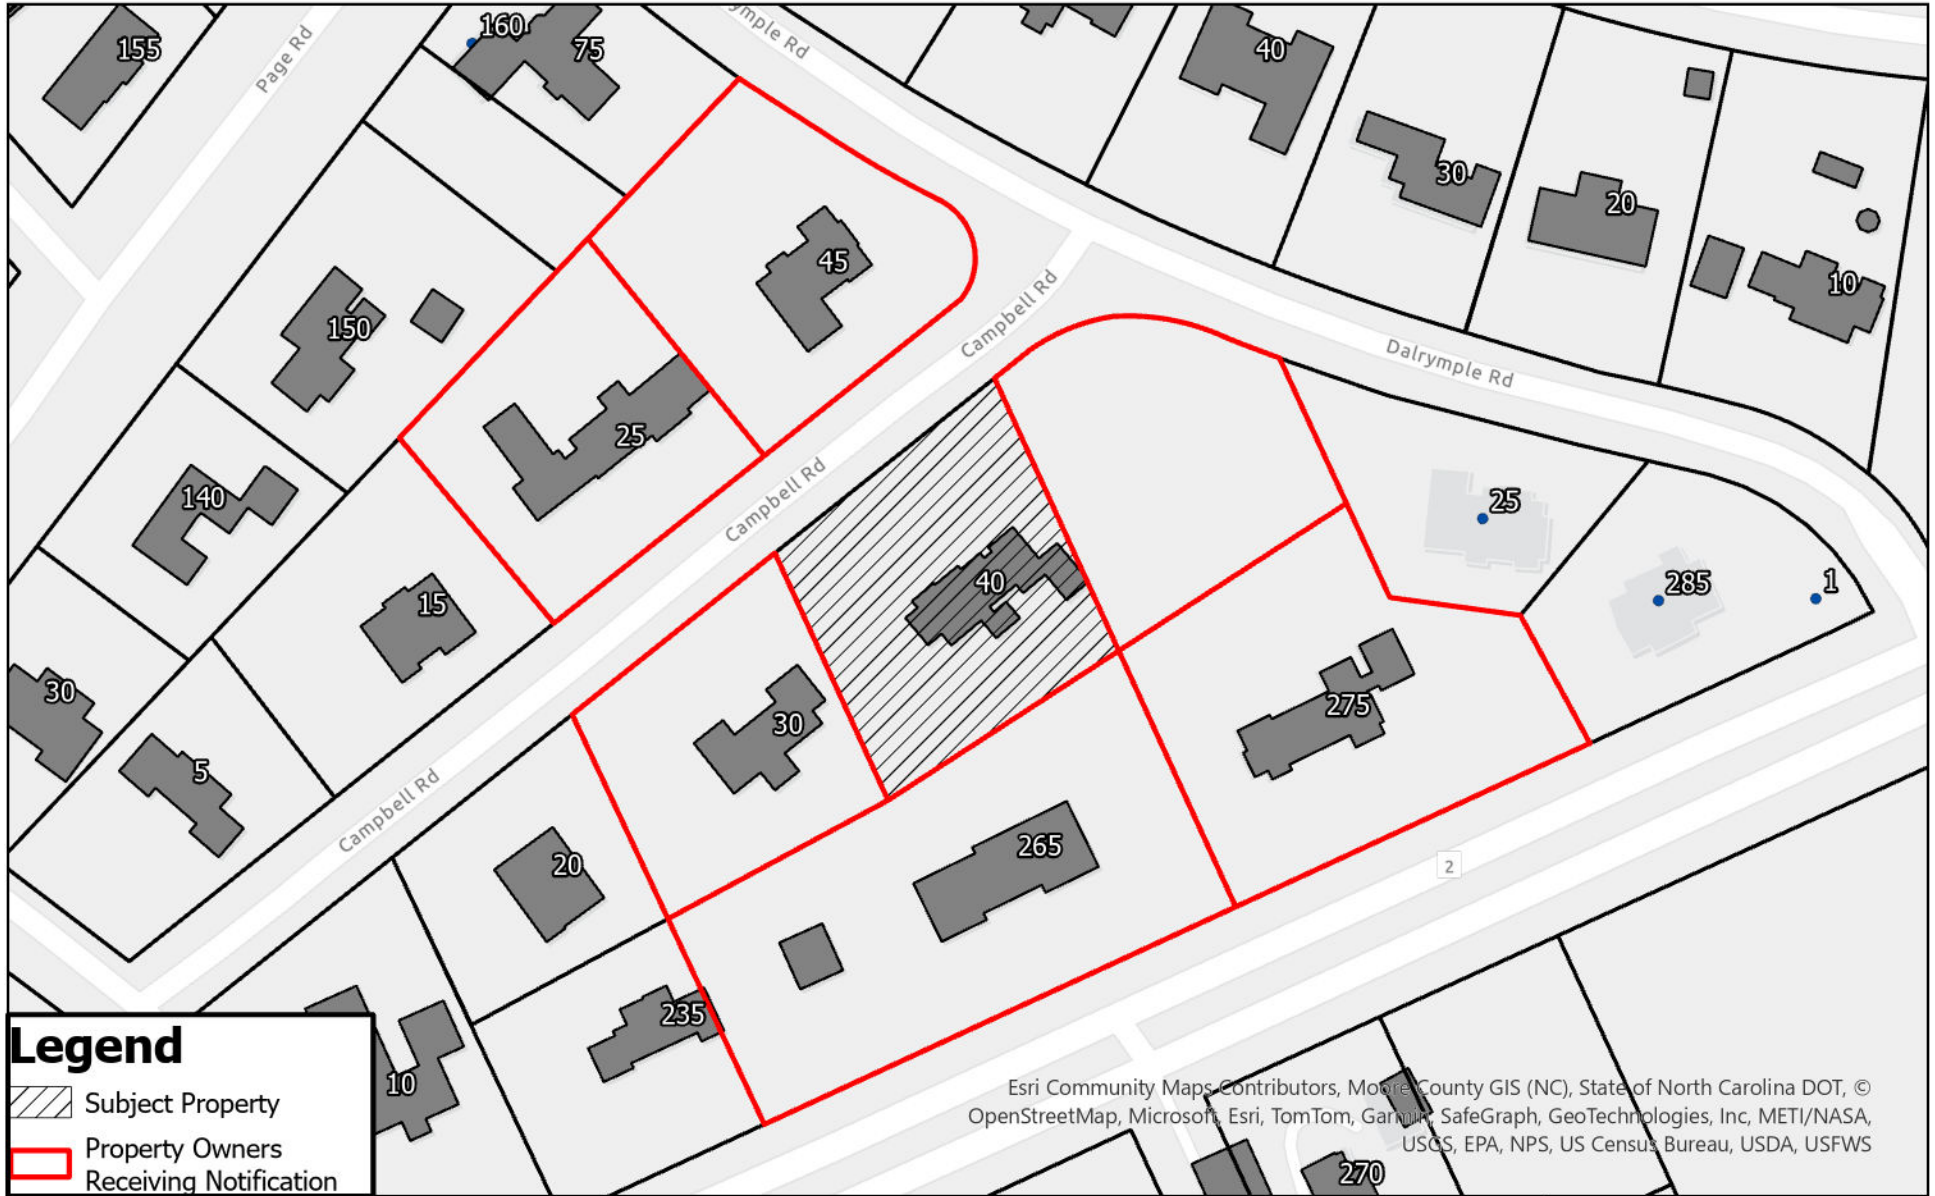 155
Page Rd
160
75
ymple Rd
40
30
20
10
45
Campbell Rd
Dalrymple Rd
150
25
140
Campbell Rd
25
40
285
1
15
30
5
30
275
Campbell Rd
20
265
2
235
10
270
Legend
Subject Property
Property Owners
Receiving Notification
Esri Community Maps Contributors, Moore County GIS (NC), State of North Carolina DOT, ©
OpenStreetMap, Microsoft, Esri, TomTom, Garmin, SafeGraph, GeoTechnologies, Inc, METI/NASA,
USGS, EPA, NPS, US Census Bureau, USDA, USFWS